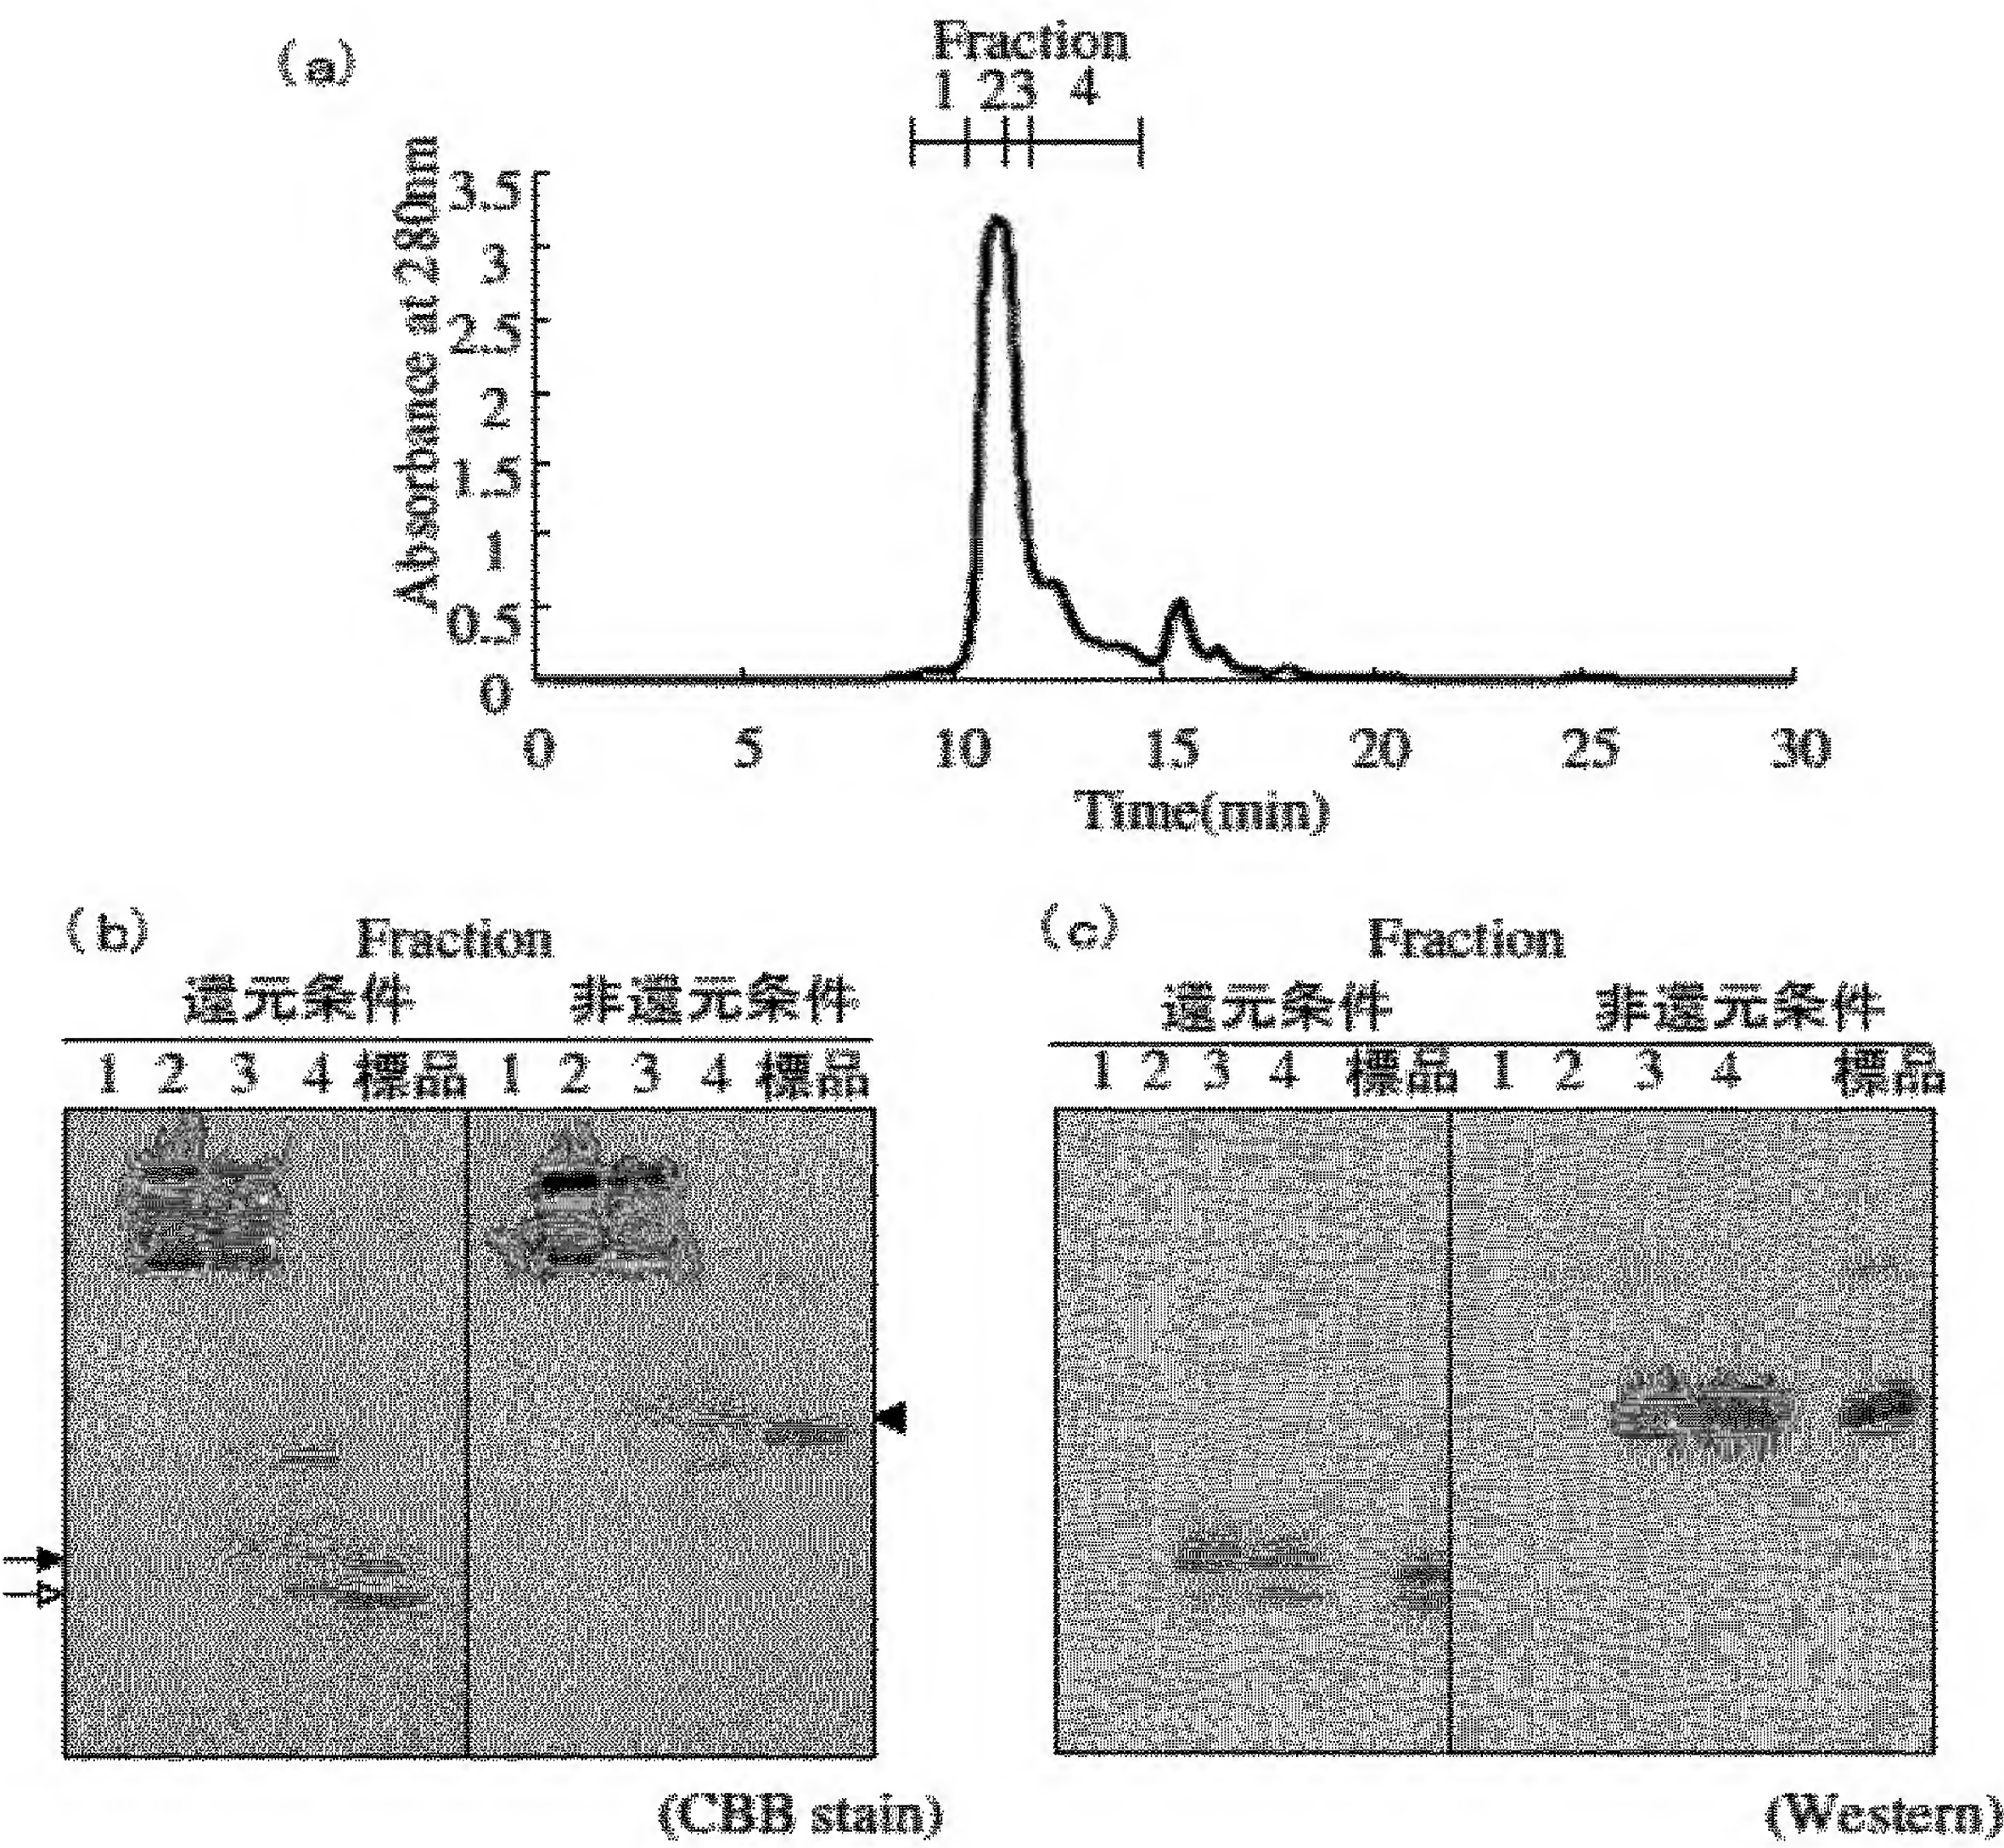 (a)
Fraction
1 2 3 4
Absorbance at 280nm
3.5
3
2.5
2
1.5
1
0.5
0
0 5 10 15 20 25 30
Time(min)
(b) Fraction
還元条件 非還元条件
1 2 3 4 標品 1 2 3 4 標品
(CBB stain)
(c) Fraction
還元条件 非還元条件
1 2 3 4 標品 1 2 3 4 標品
(Western)